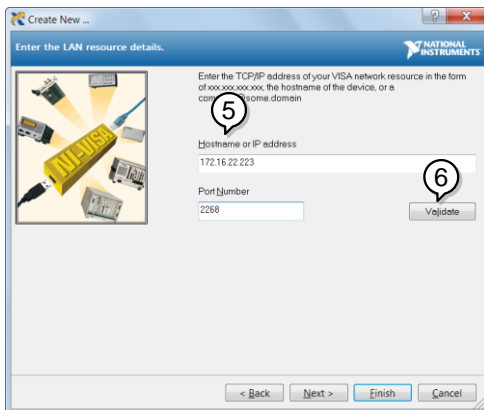 Create New ...
Enter the LAN resource details.
NATIONAL
INSTRUMENTS
Enter the TCP/IP address of your VISA network resource in the form
of xxx.xxx.xxx.xxx, the hostname of the device, or a
@some.domain
5
Hostname or IP address
172.16.22.223
6
Port Number
2268
Validate
NI-VISA
< Back
Next >
Finish
Cancel